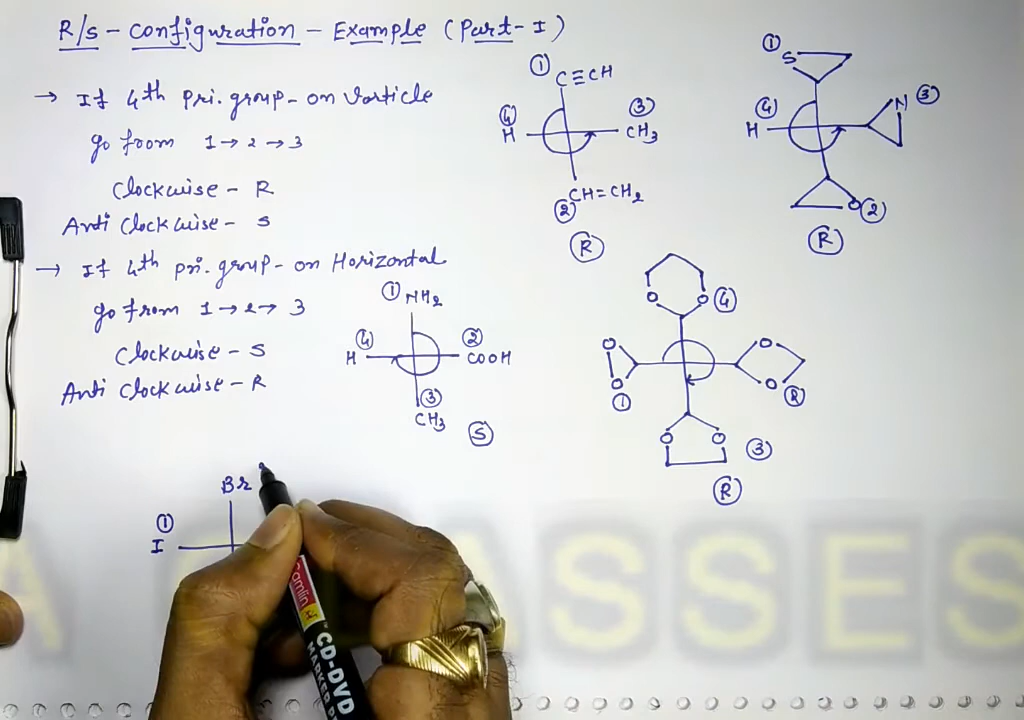 R/S - Configuration - Example (Part-I)
→ If 4th pri. group - on Varticle
go from 1 → 2 → 3
Clockwise - R
Anti Clockwise - S
→ If 4th pri. group - on Horizontal
go from 1 → 2 → 3
Clockwise - S
Anti Clockwise - R
① C≡CH
④ H
③ CH₃
② CH=CH₂
Ⓡ
① S
④ H
N ③
O ②
Ⓡ
① NH₂
④ H
② COOH
③ CH₃
Ⓢ
O O ④
O O ①
O O ②
O O ③
Ⓡ
Br
① I
Camlin
CD-DVD
MARKER P
A CLASSES